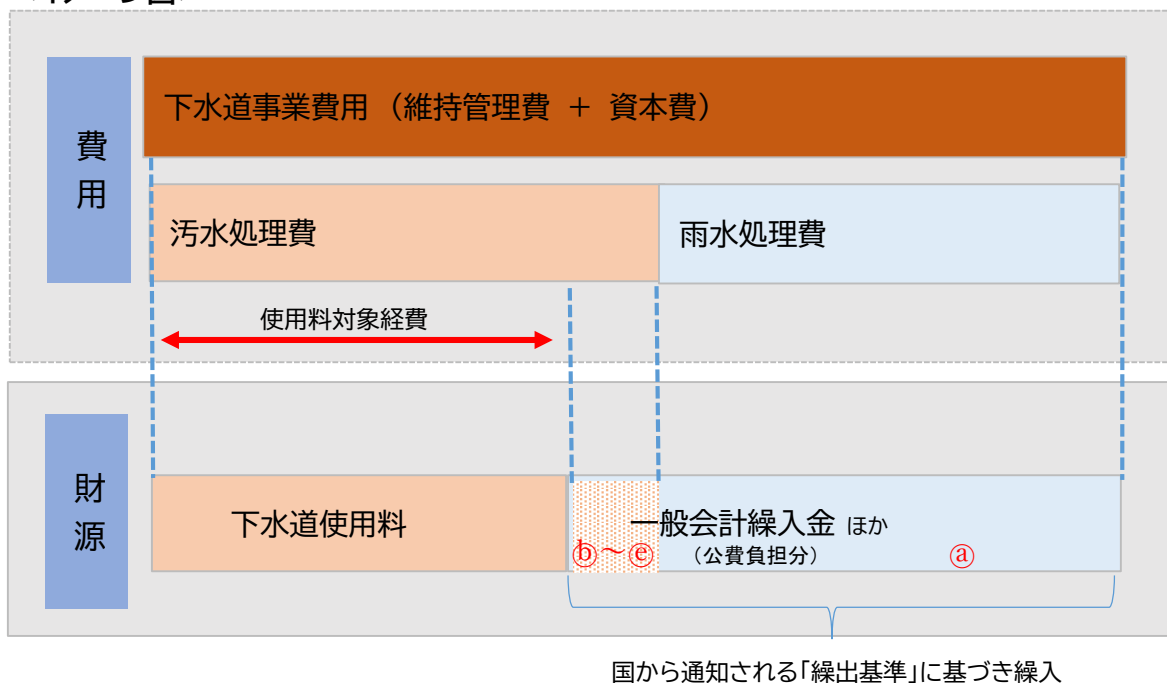 費用
下水道事業費用（維持管理費 ＋ 資本費）
汚水処理費
雨水処理費
使用料対象経費
財源
下水道使用料
一般会計繰入金 ほか
（公費負担分）
ⓑ～ⓔ
ⓐ
国から通知される「繰出基準」に基づき繰入